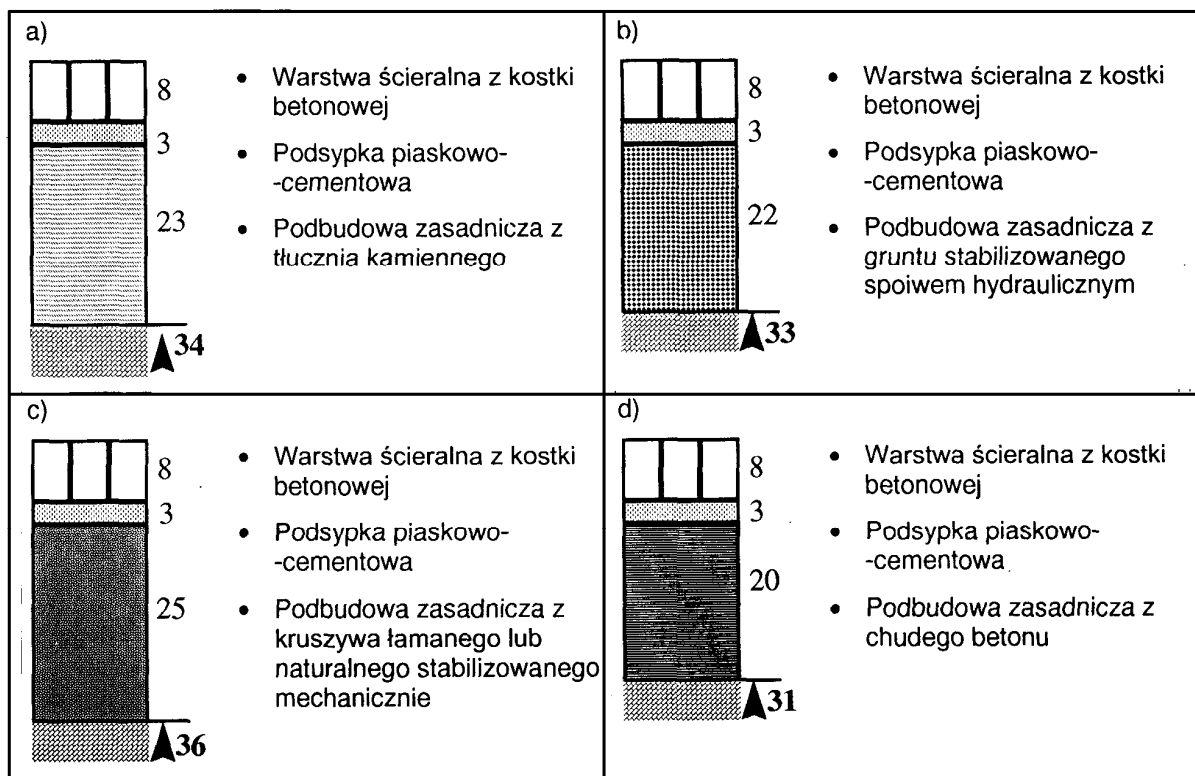 a)
8
3
23
34
• Warstwa ścieralna z kostki
betonowej
• Podsypka piaskowo-
-cementowa
• Podbudowa zasadnicza z
tłucznia kamiennego
b)
8
3
22
33
• Warstwa ścieralna z kostki
betonowej
• Podsypka piaskowo-
-cementowa
• Podbudowa zasadnicza z
gruntu stabilizowanego
spoiwem hydraulicznym
c)
8
3
25
36
• Warstwa ścieralna z kostki
betonowej
• Podsypka piaskowo-
-cementowa
• Podbudowa zasadnicza z
kruszywa łamanego lub
naturalnego stabilizowanego
mechanicznie
d)
8
3
20
31
• Warstwa ścieralna z kostki
betonowej
• Podsypka piaskowo-
-cementowa
• Podbudowa zasadnicza z
chudego betonu